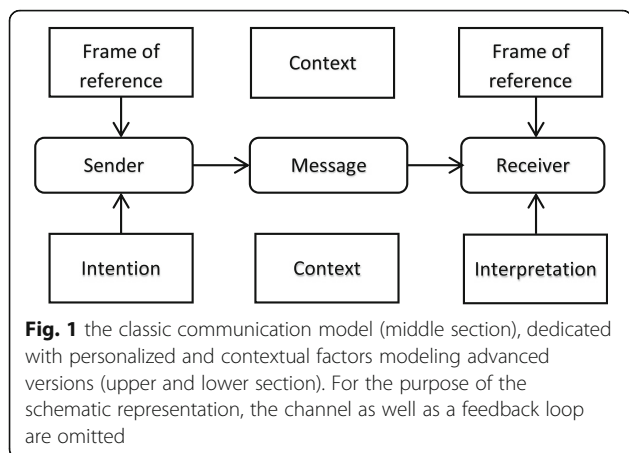 Frame of
reference
Context
Frame of
reference
Sender
Message
Receiver
Intention
Context
Interpretation
Fig. 1 the classic communication model (middle section), dedicated
with personalized and contextual factors modeling advanced
versions (upper and lower section). For the purpose of the
schematic representation, the channel as well as a feedback loop
are omitted